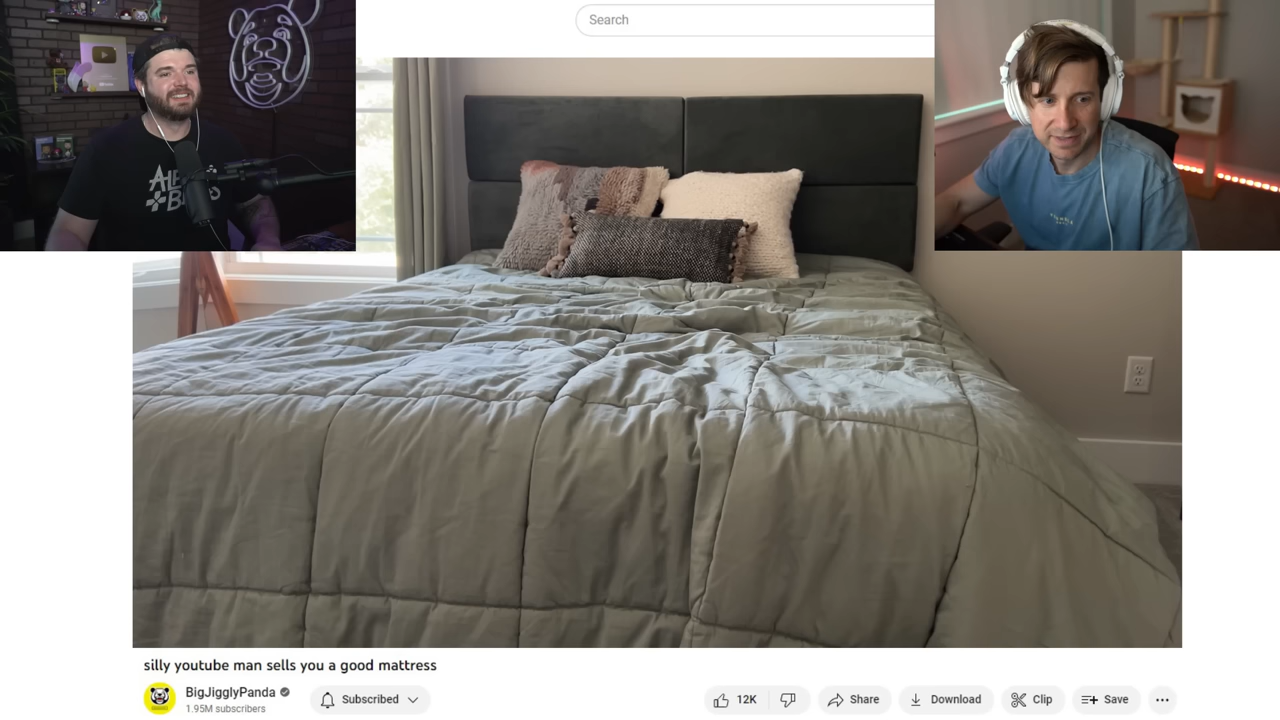 Search
silly youtube man sells you a good mattress
BigJigglyPanda
1.95M subscribers
Subscribed
12K
Share
Download
Clip
Save